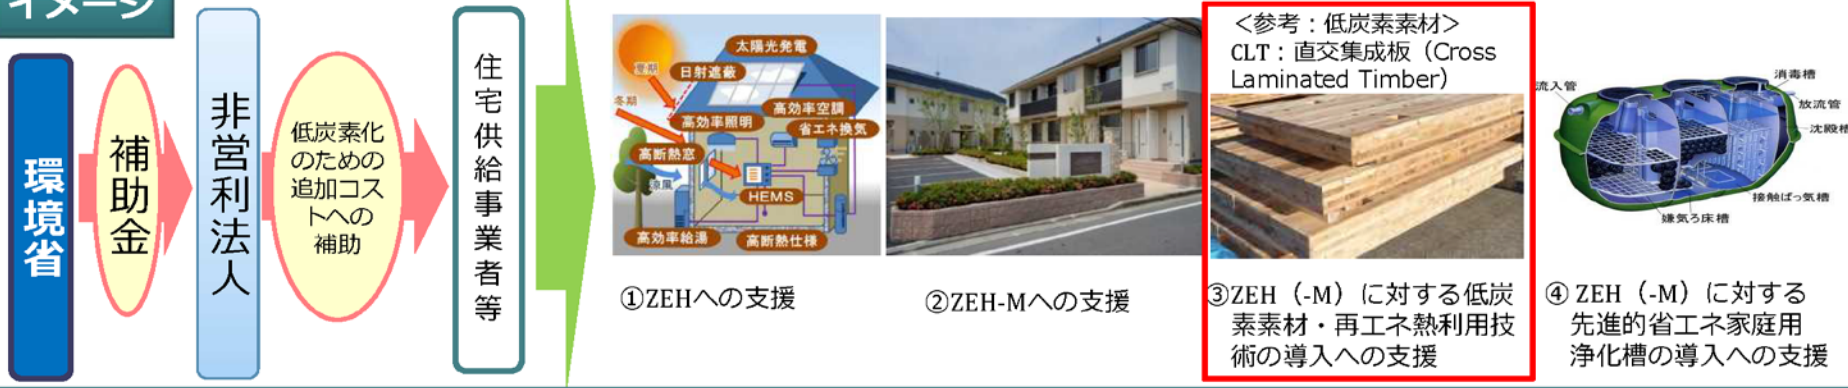 イメージ
環境省
補助金
非営利法人
低炭素化
のための
追加コス
トへの
補助
住宅供給事業者等
太陽光発電
夏期
日射遮蔽
冬期
高効率空調
高効率照明
省エネ換気
高断熱窓
涼風
HEMS
高効率給湯
高断熱仕様
①ZEHへの支援
②ZEH-Mへの支援
＜参考：低炭素素材＞
CLT：直交集成板（Cross
Laminated Timber）
③ZEH（-M）に対する低炭
素素材・再エネ熱利用技
術の導入への支援
流入管
消毒槽
放流管
沈殿槽
接触ばっ気槽
嫌気ろ床槽
④ ZEH（-M）に対する
先進的省エネ家庭用
浄化槽の導入への支援